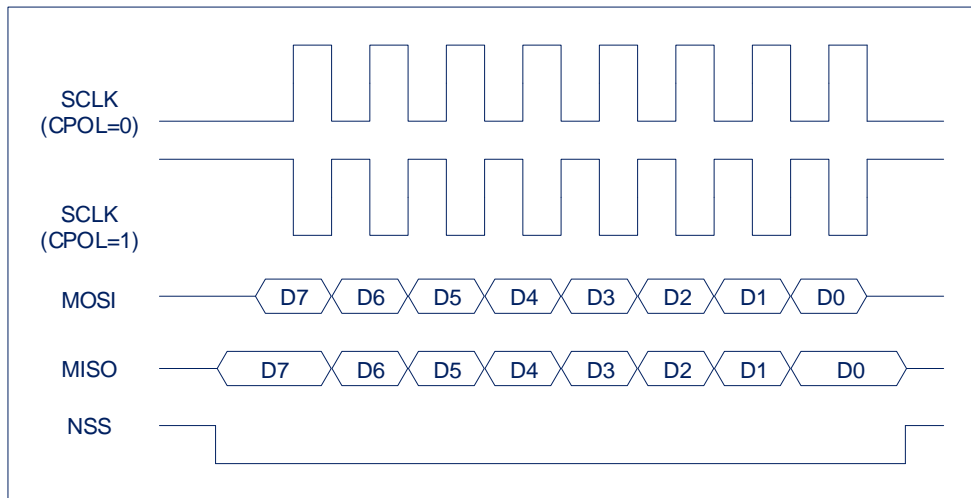 SCLK
(CPOL=0)
SCLK
(CPOL=1)
MOSI D7 D6 D5 D4 D3 D2 D1 D0
MISO D7 D6 D5 D4 D3 D2 D1 D0
NSS